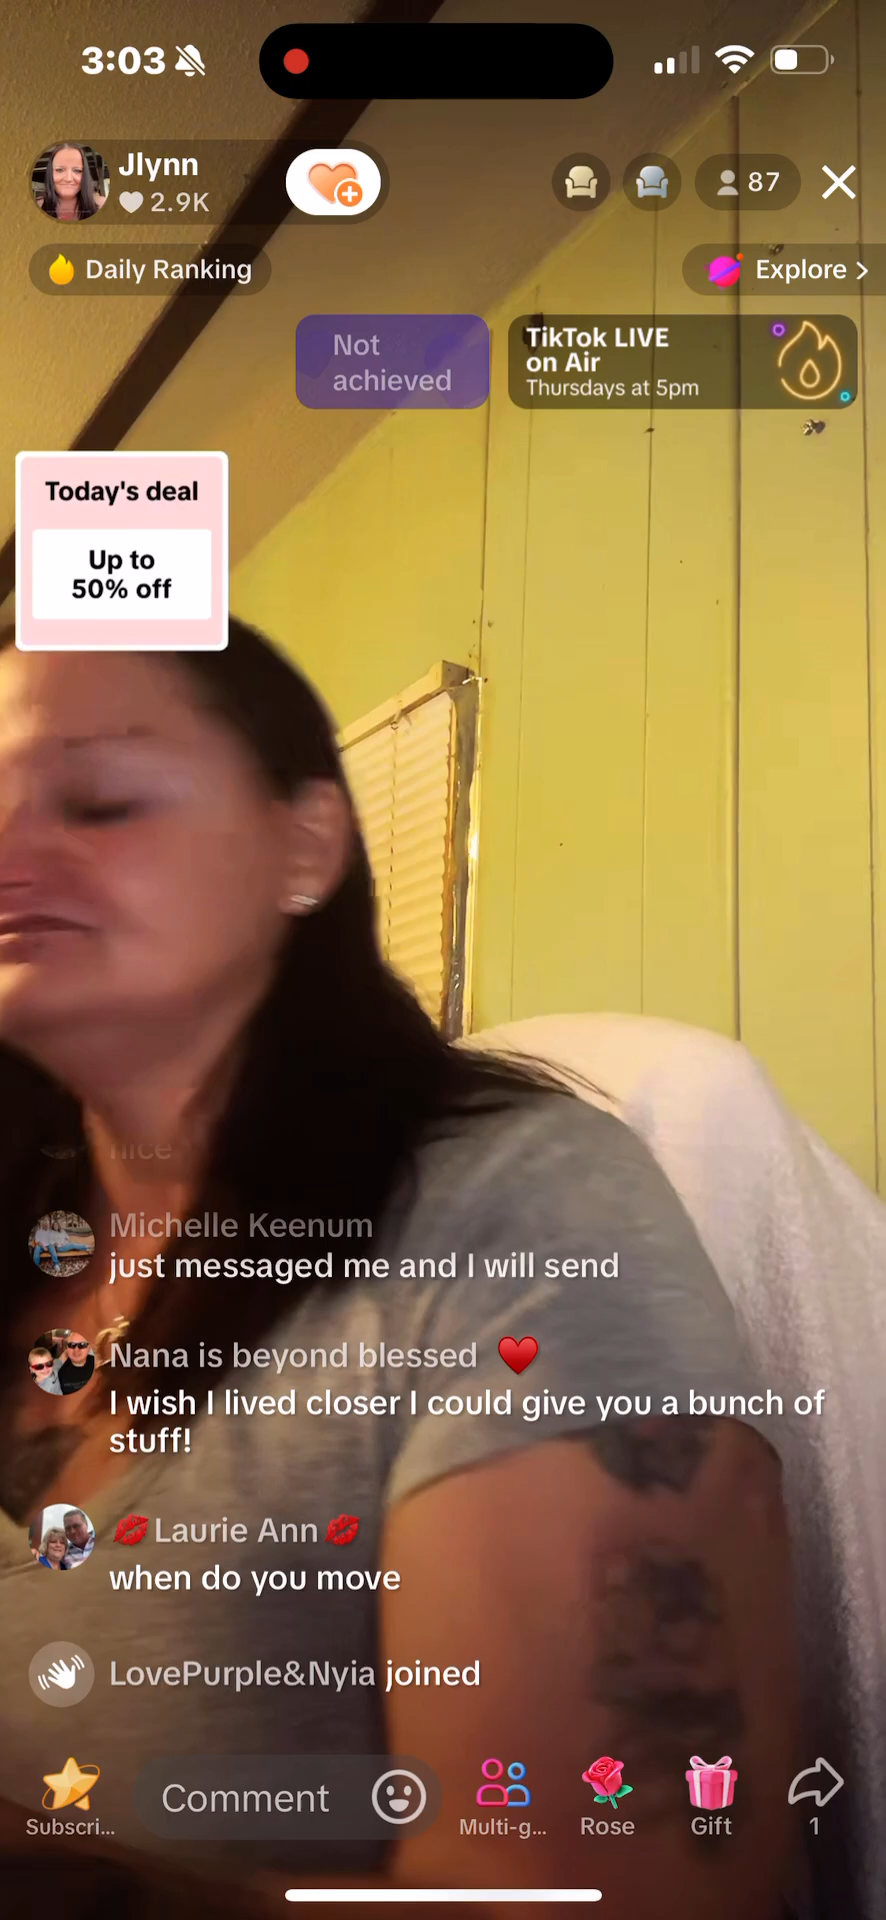 3:03
Jlynn
2.9K
87
Daily Ranking
Explore >
Not
achieved
TikTok LIVE
on Air
Thursdays at 5pm
Today's deal
Up to
50% off
nice
Michelle Keenum
just messaged me and I will send
Nana is beyond blessed ♥️
I wish I lived closer I could give you a bunch of
stuff!
💋Laurie Ann💋
when do you move
LovePurple&Nyia joined
Subscri...
Comment
Multi-g...
Rose
Gift
1